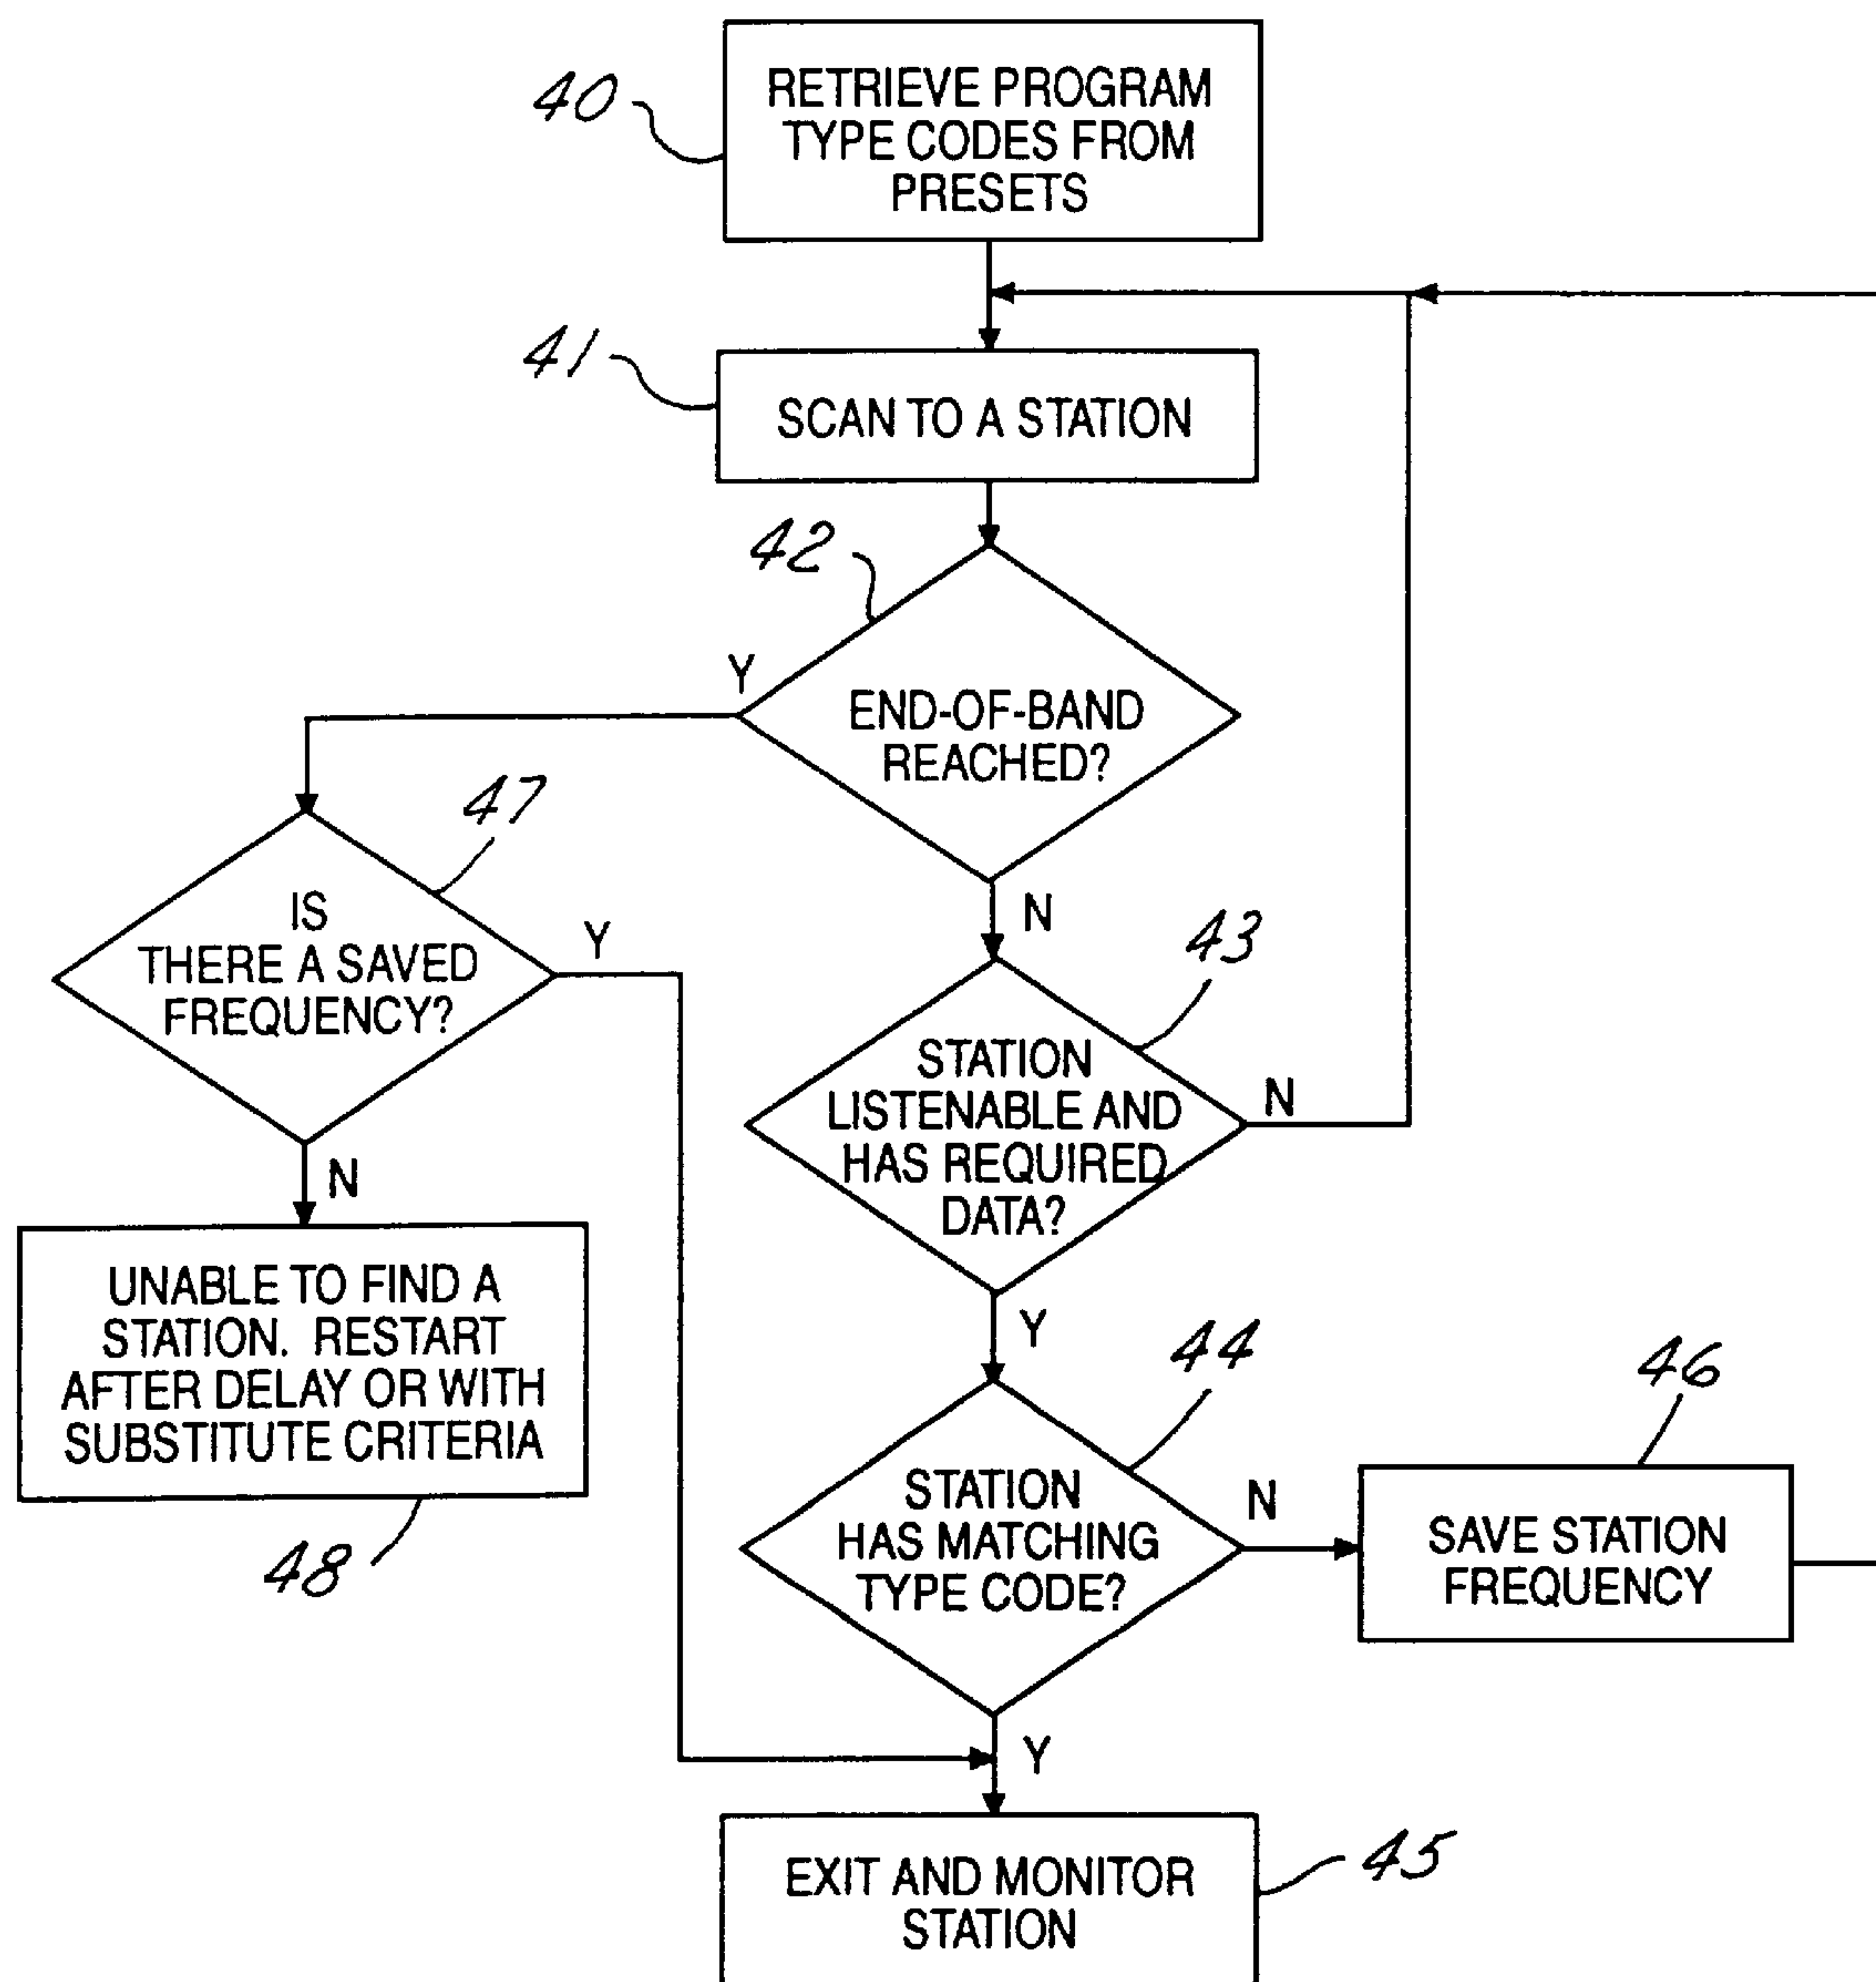 40
RETRIEVE PROGRAM
TYPE CODES FROM
PRESETS
41
SCAN TO A STATION
42
Y
END-OF-BAND
REACHED?
47
IS
THERE A SAVED
FREQUENCY?
Y
N
43
STATION
LISTENABLE AND
HAS REQUIRED
DATA?
N
N
UNABLE TO FIND A
STATION. RESTART
AFTER DELAY OR WITH
SUBSTITUTE CRITERIA
48
Y
44
STATION
HAS MATCHING
TYPE CODE?
N
46
SAVE STATION
FREQUENCY
Y
EXIT AND MONITOR
STATION
45